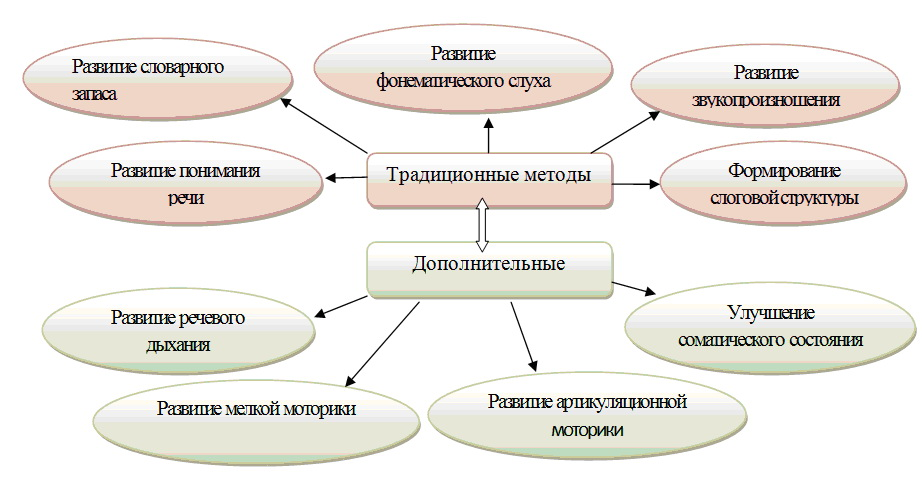 Развитие словарного
запаса
Развитие
фонематического слуха
Развитие
звукопроизношения
Развитие понимания
речи
Традиционные методы
Формирование
слоговой структуры
Дополнительные
Развитие речевого
дыхания
Улучшение
соматического состояния
Развитие мелкой моторики
Развитие артикуляционной
моторики